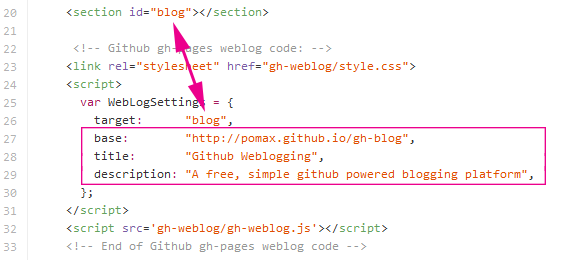 20 <section id="blog"></section>
21
22 <!-- Github gh-pages weblog code: -->
23 <link rel="stylesheet" href="gh-weblog/style.css">
24 <script>
25 var WebLogSettings = {
26 target: "blog",
27 base: "http://pomax.github.io/gh-blog",
28 title: "Github Weblogging",
29 description: "A free, simple github powered blogging platform",
30 };
31 </script>
32 <script src='gh-weblog/gh-weblog.js'></script>
33 <!-- End of Github gh-pages weblog code -->